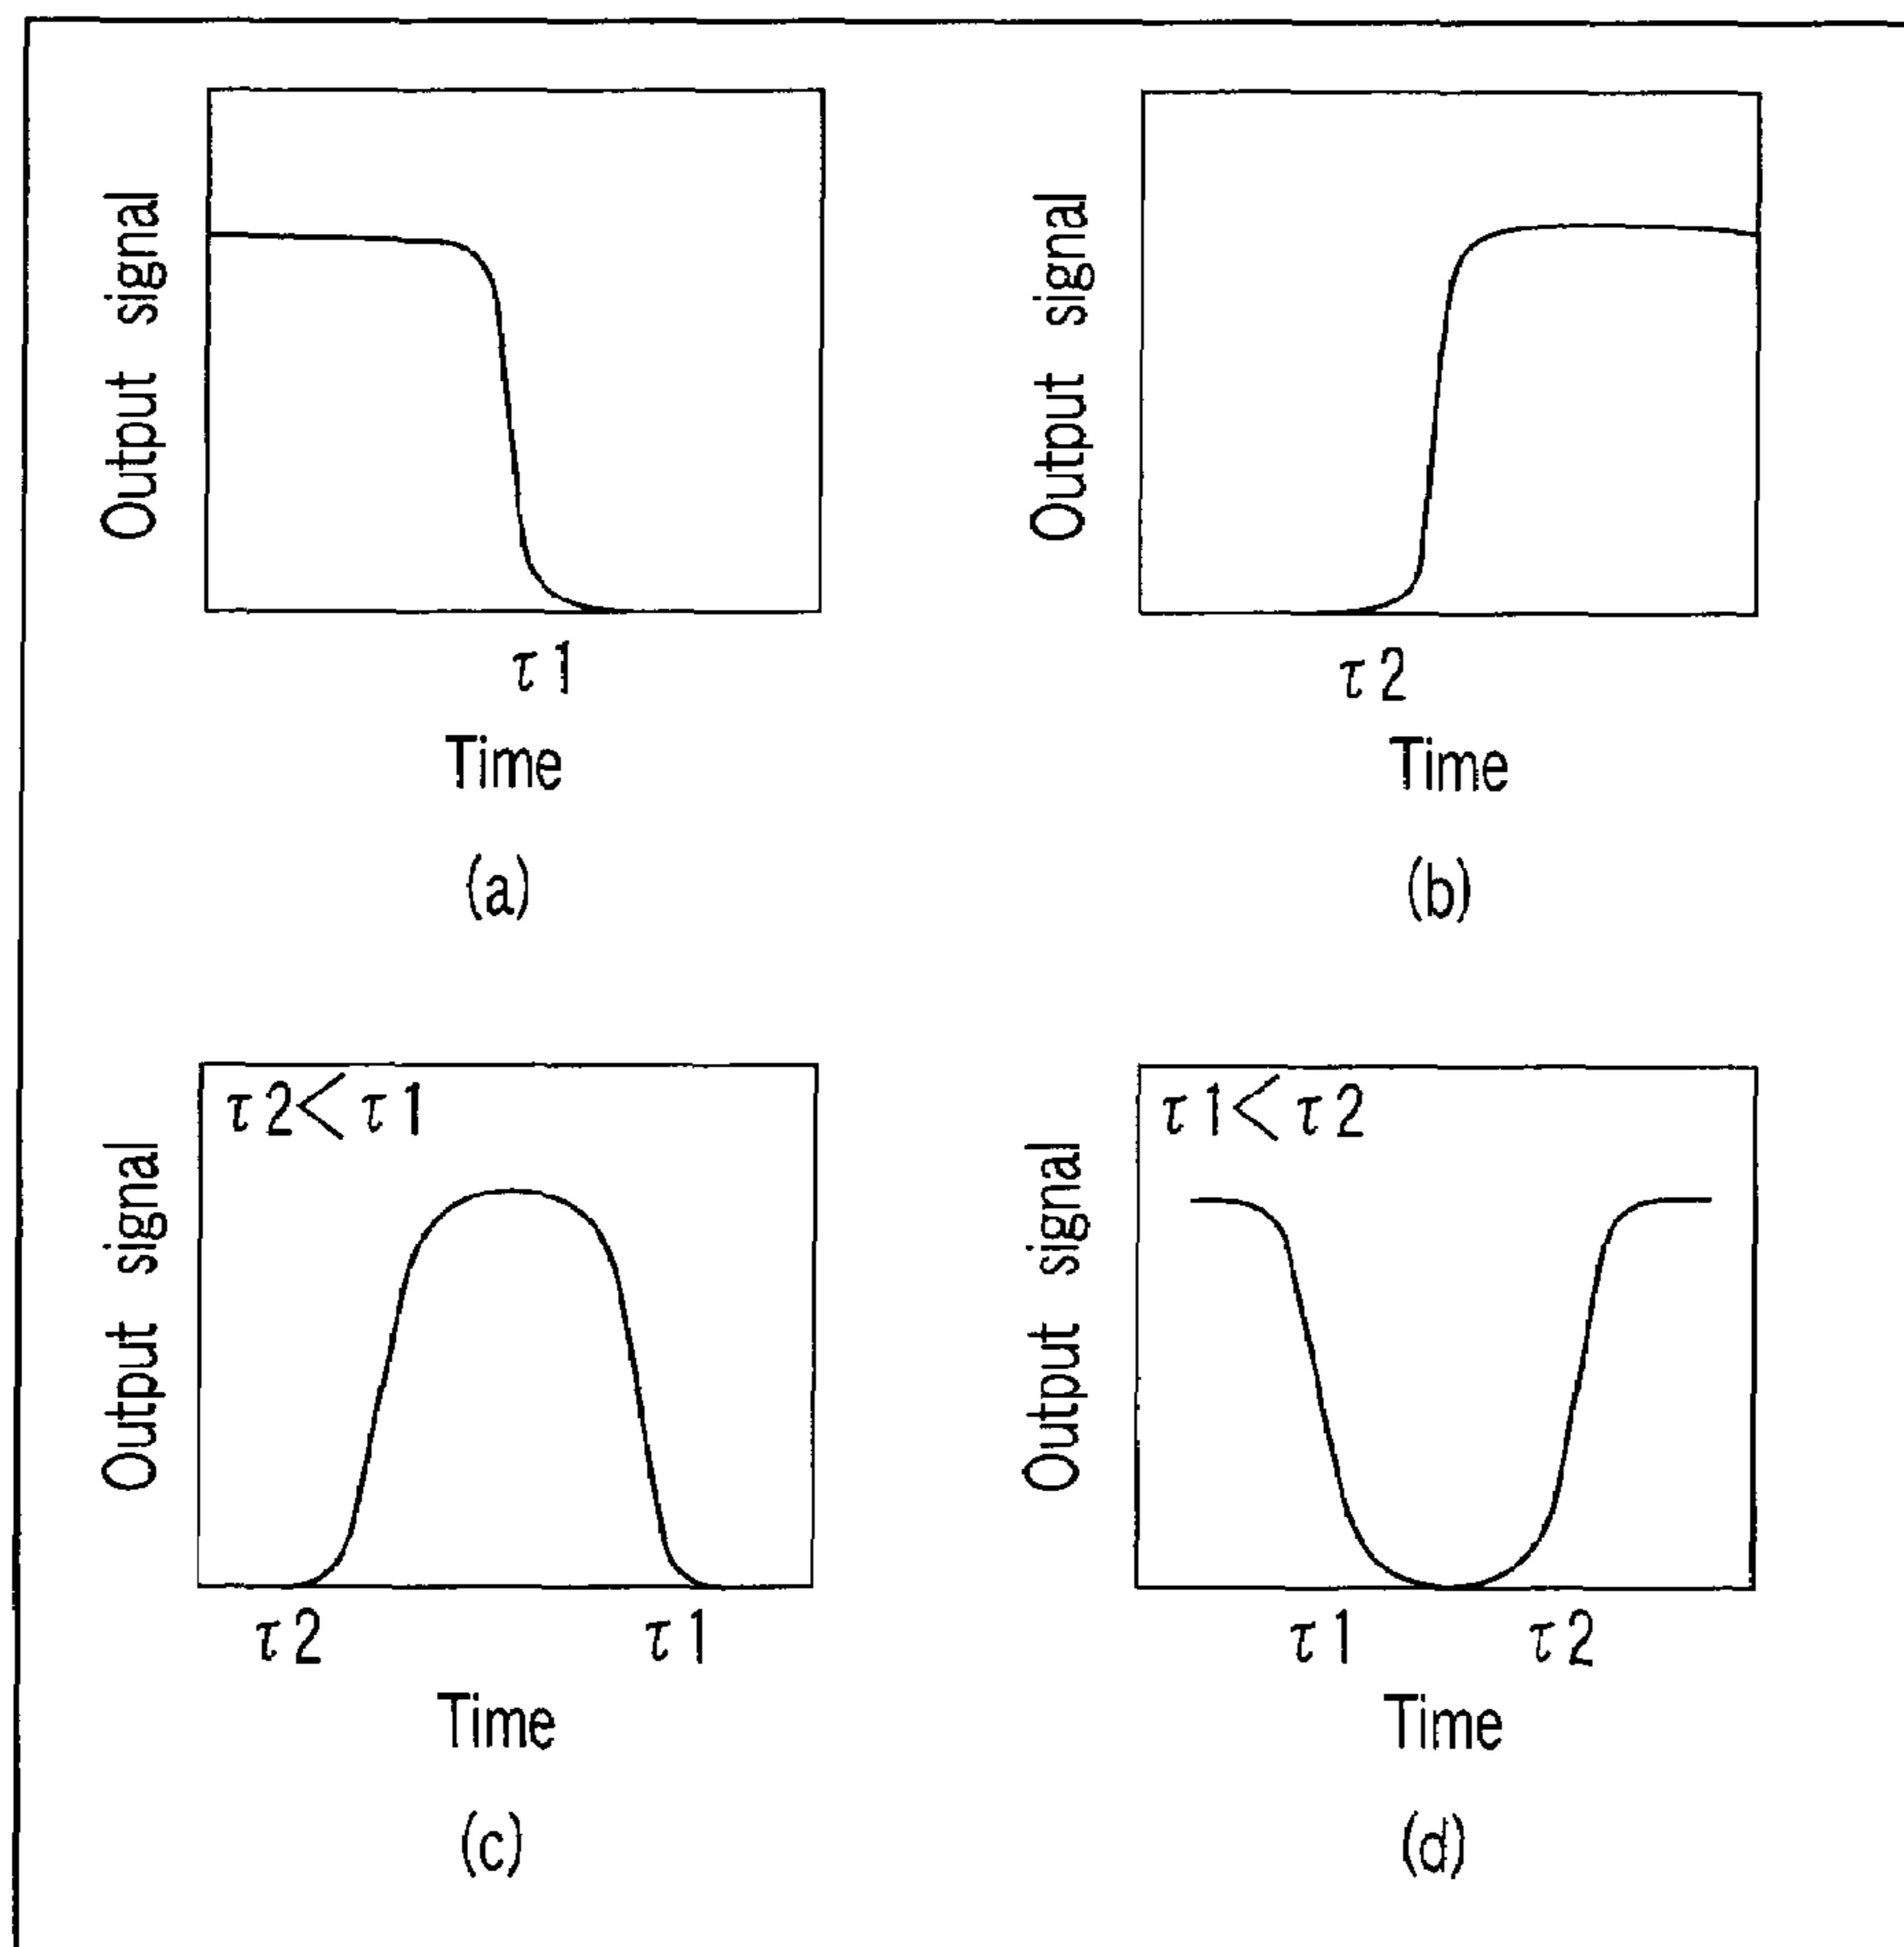 Output signal
τ1
Time
(a)
Output signal
τ2
Time
(b)
τ2<τ1
Output signal
τ2 τ1
Time
(c)
τ1<τ2
Output signal
τ1 τ2
Time
(d)